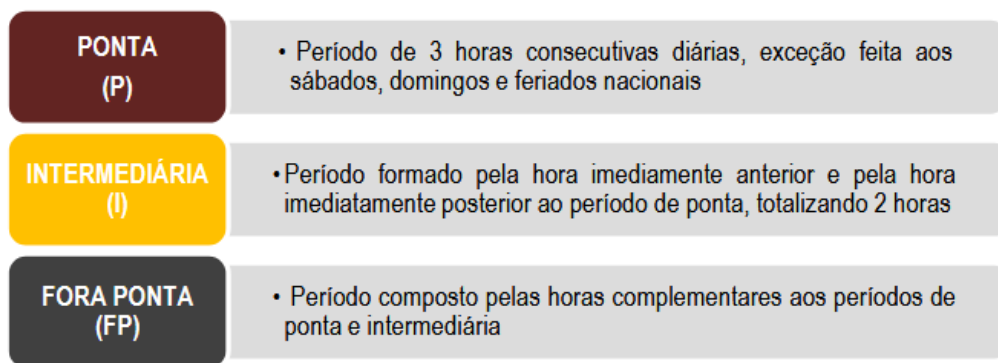 PONTA
(P)
• Período de 3 horas consecutivas diárias, exceção feita aos
sábados, domingos e feriados nacionais
INTERMEDIÁRIA
(I)
• Período formado pela hora imediamente anterior e pela hora
imediatamente posterior ao período de ponta, totalizando 2 horas
FORA PONTA
(FP)
• Período composto pelas horas complementares aos períodos de
ponta e intermediária